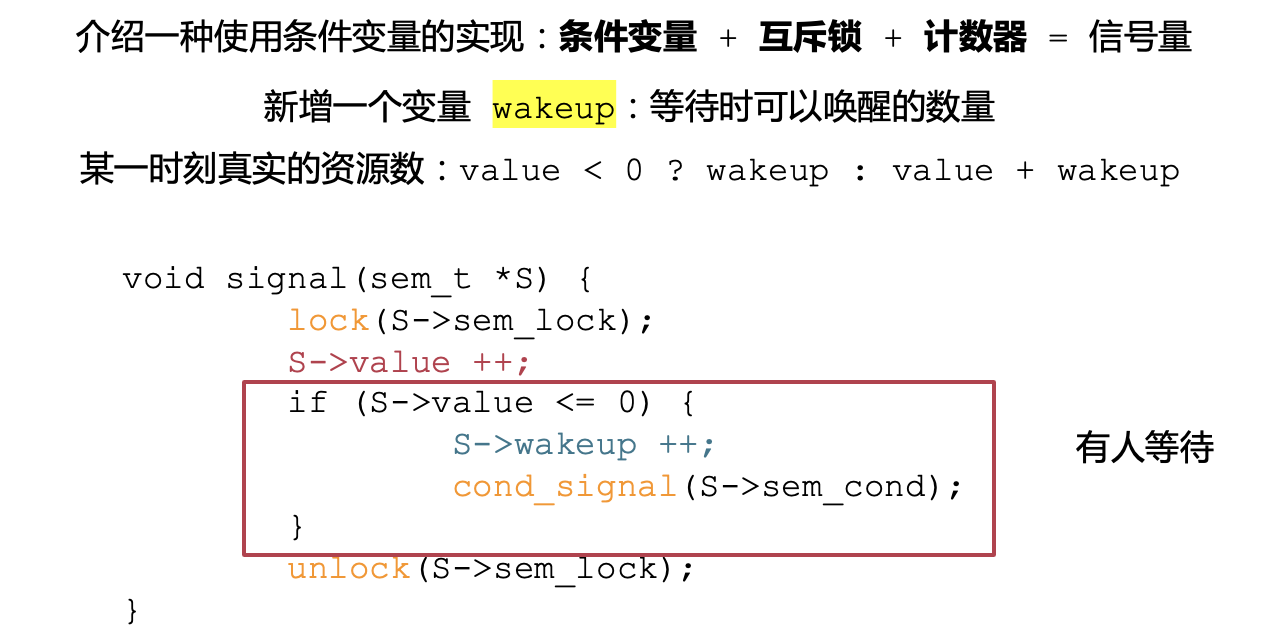 介绍一种使用条件变量的实现：条件变量 + 互斥锁 + 计数器 = 信号量
新增一个变量 wakeup：等待时可以唤醒的数量
某一时刻真实的资源数：value < 0 ? wakeup : value + wakeup
void signal(sem_t *S) {
lock(S->sem_lock);
S->value ++;
if (S->value <= 0) {
S->wakeup ++;
有人等待
cond_signal(S->sem_cond);
}
unlock(S->sem_lock);
}